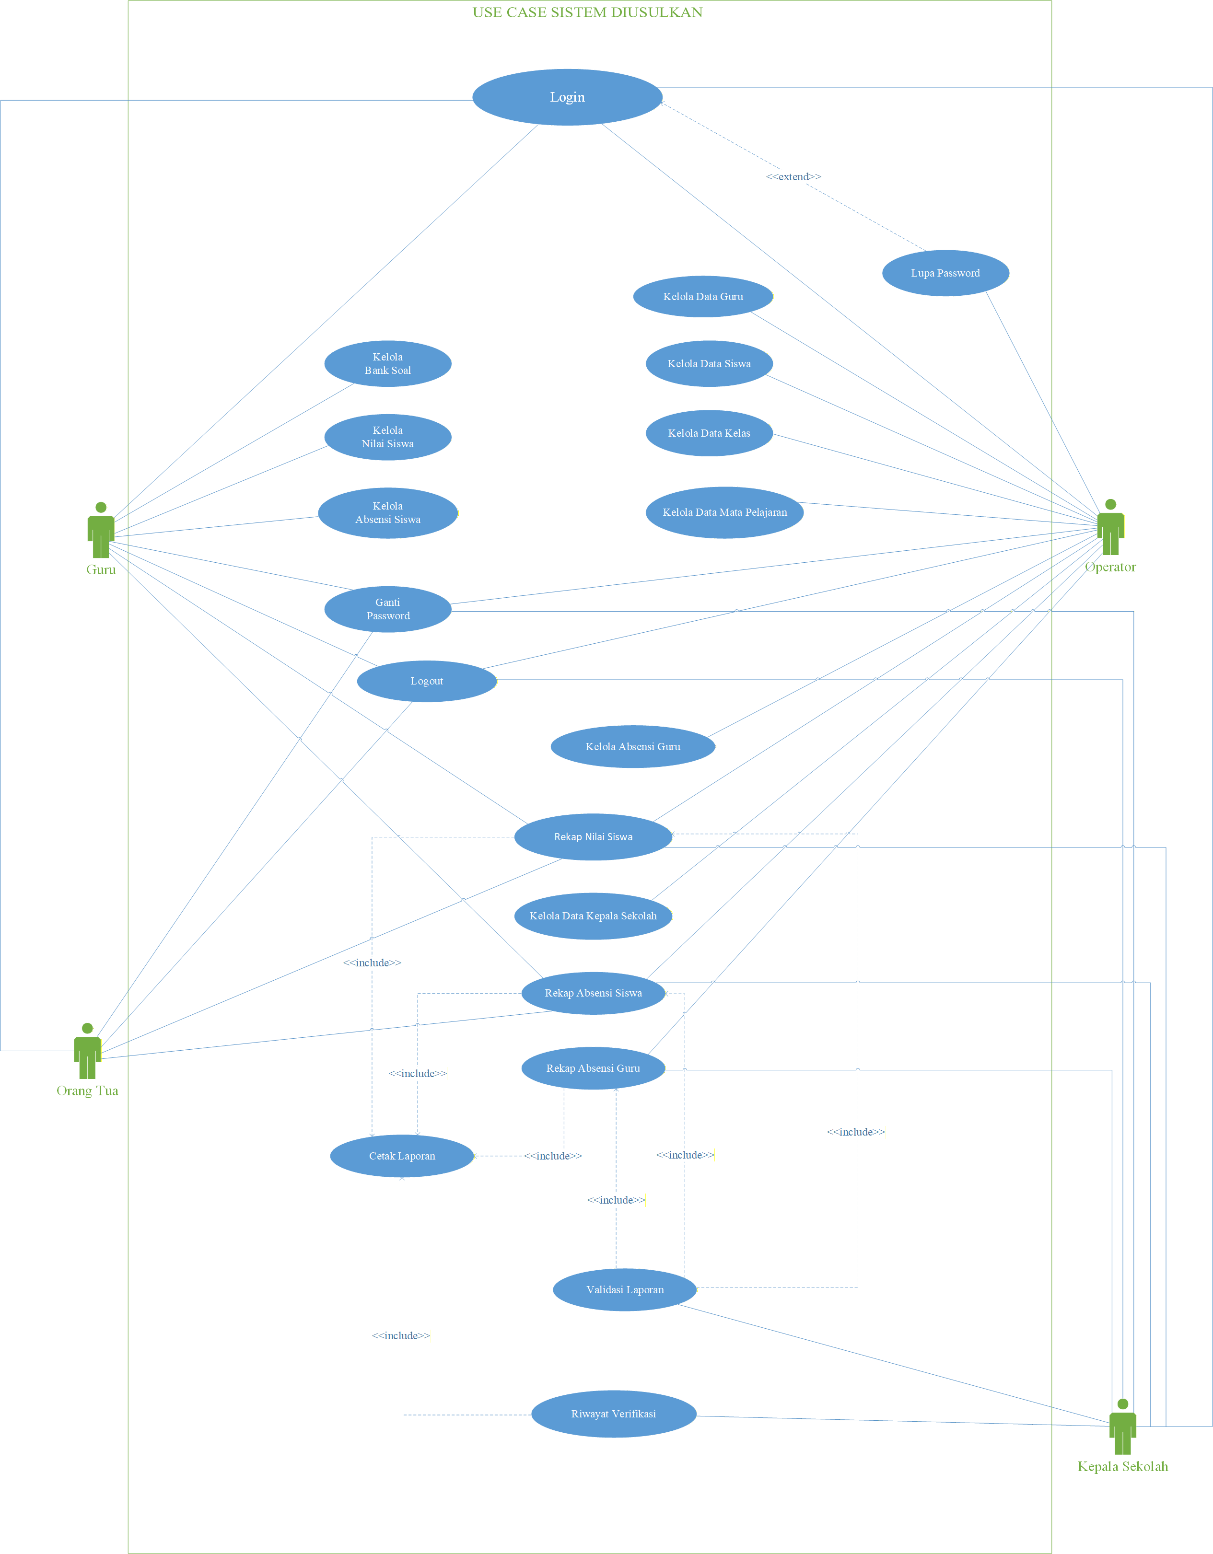 USE CASE SISTEM DIUSULKAN
Login
<<extend>>
Lupa Password
Kelola Data Guru
Kelola
Bank Soal
Kelola Data Siswa
Kelola
Nilai Siswa
Kelola Data Kelas
Kelola
Absensi Siswa
Kelola Data Mata Pelajaran
Guru
Operator
Ganti
Password
Logout
Kelola Absensi Guru
Rekap Nilai Siswa
Kelola Data Kepala Sekolah
<<include>>
Rekap Absensi Siswa
Rekap Absensi Guru
<<include>>
Orang Tua
<<include>>
Cetak Laporan
<<include>>
<<include>>
<<include>>
Validasi Laporan
<<include>>
Riwayat Verifikasi
Kepala Sekolah